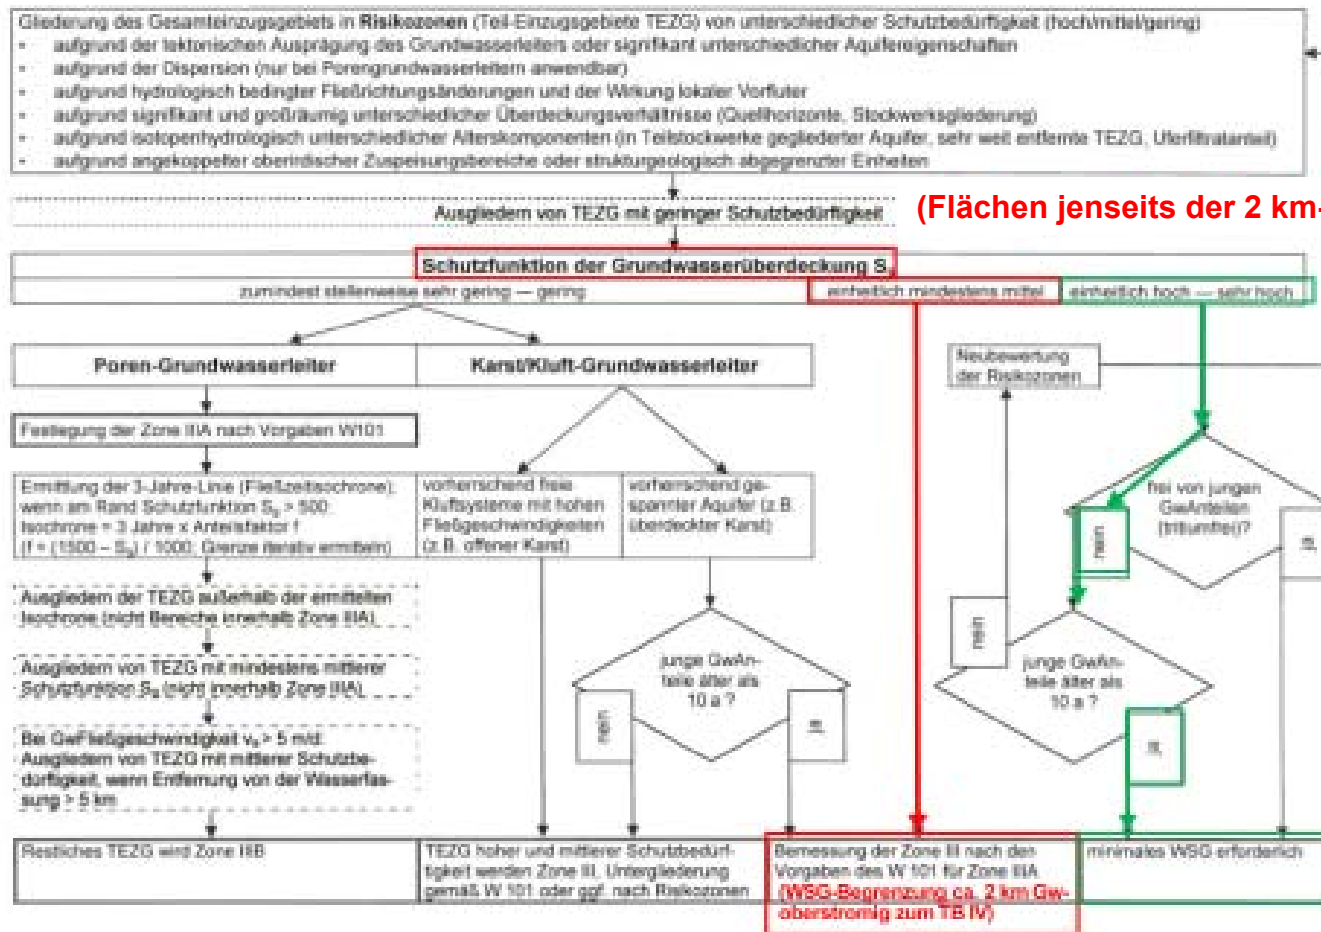 Gliederung des Gesamteinzugsgebiets in Risikozonen (Teil-Einzugsgebiete TEZG) von unterschiedlicher Schutzbedürftigkeit (hoch/mittel/gering)
- aufgrund der tektonischen Ausprägung des Grundwasserleiters oder signifikant unterschiedlicher Aquifereigenschaften
- aufgrund der Dispersion (nur bei Porengrundwasserleitern anwendbar)
- aufgrund hydrologisch bedingter Fließrichtungsänderungen und der Wirkung lokaler Vorfluter
- aufgrund signifikant und großräumig unterschiedlicher Überdeckungsverhältnisse (Quellhorizonte, Stockwerksgliederung)
- aufgrund isotopenhydrologisch unterschiedlicher Alterskomponenten (in Teilstockwerke gegliederter Aquifer, sehr weit entfernte TEZG, Uferfiltratanteil)
- aufgrund angekoppelter oberirdischer Zuspeisungsbereiche oder strukturgeologisch abgegrenzter Einheiten
Ausgliedern von TEZG mit geringer Schutzbedürftigkeit
(Flächen jenseits der 2 km-
Schutzfunktion der Grundwasserüberdeckung S
zumindest stellenweise sehr gering — gering
einheitlich mindestens mittel
einheitlich hoch — sehr hoch
Poren-Grundwasserleiter
Karst/Kluft-Grundwasserleiter
Neubewertung
der Risikozonen
Festlegung der Zone IIIA nach Vorgaben W101
Ermittlung der 3-Jahre-Linie (Fließzeitisochrone);
wenn am Rand Schutzfunktion Sg > 500:
Isochrone = 3 Jahre x Anteilsfaktor f
(f = (1500 – Sg) / 1000; Grenze iterativ ermitteln)
vorherrschend freie
Kluftsysteme mit hohen
Fließgeschwindigkeiten
(z.B. offener Karst)
vorherrschend ge-
spannter Aquifer (z.B.
überdeckter Karst)
frei von jungen
GwAnteilen
(tritiumfrei)?
nein
ja
Ausgliedern der TEZG außerhalb der ermittelten
Isochrone (nicht Bereiche innerhalb Zone IIIA)
Ausgliedern von TEZG mit mindestens mittlerer
Schutzfunktion Sg (nicht innerhalb Zone IIIA)
Bei GwFließgeschwindigkeit va > 5 m/d:
Ausgliedern von TEZG mit mittlerer Schutzbe-
dürftigkeit, wenn Entfernung von der Wasserfas-
sung > 5 km
junge GwAn-
teile älter als
10 a ?
nein
ja
junge GwAn-
teile älter als
10 a ?
nein
ja
Restliches TEZG wird Zone IIIB
TEZG hoher und mittlerer Schutzbedürf-
tigkeit werden Zone III, Untergliederung
gemäß W 101 oder ggf. nach Risikozonen
Bemessung der Zone III nach den
Vorgaben des W 101 für Zone IIIA
(WSG-Begrenzung ca. 2 km Gw-
oberstromig zum TB IV)
minimales WSG erforderlich